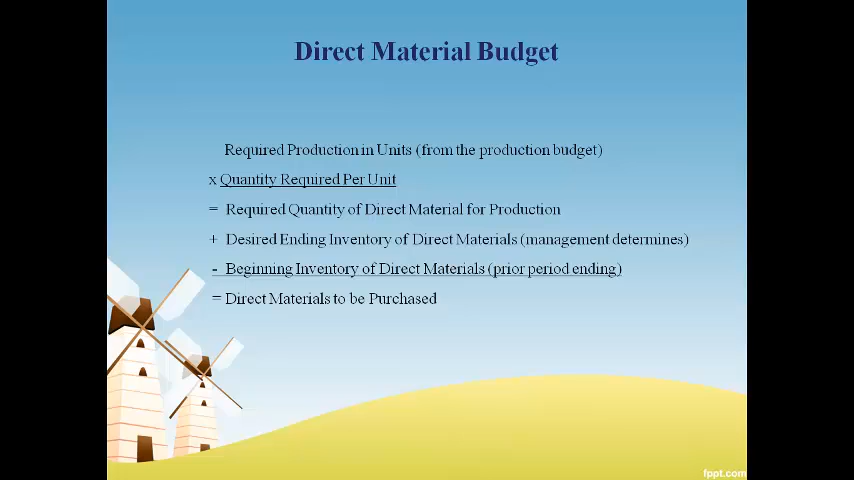 Direct Material Budget
Required Production in Units (from the production budget)
x Quantity Required Per Unit
= Required Quantity of Direct Material for Production
+ Desired Ending Inventory of Direct Materials (management determines)
- Beginning Inventory of Direct Materials (prior period ending)
= Direct Materials to be Purchased
fppt.com